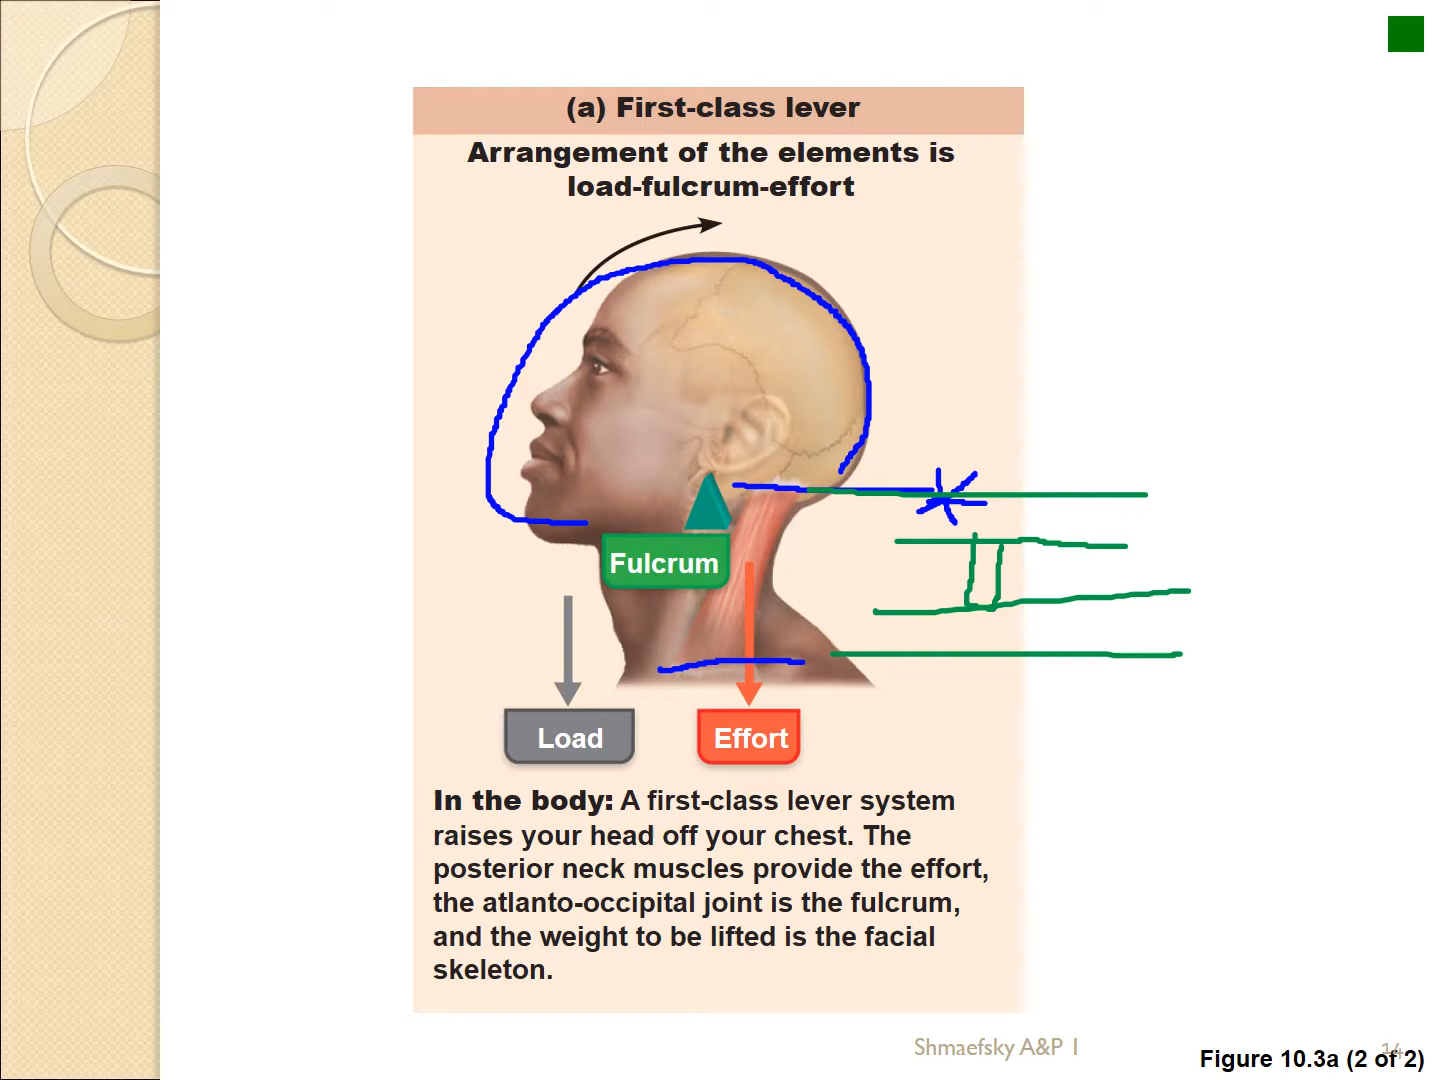 (a) First-class lever
Arrangement of the elements is
load-fulcrum-effort
Fulcrum
Load
Effort
In the body: A first-class lever system
raises your head off your chest. The
posterior neck muscles provide the effort,
the atlanto-occipital joint is the fulcrum,
and the weight to be lifted is the facial
skeleton.
Shmaefsky A&P 1
14
Figure 10.3a (2 of 2)